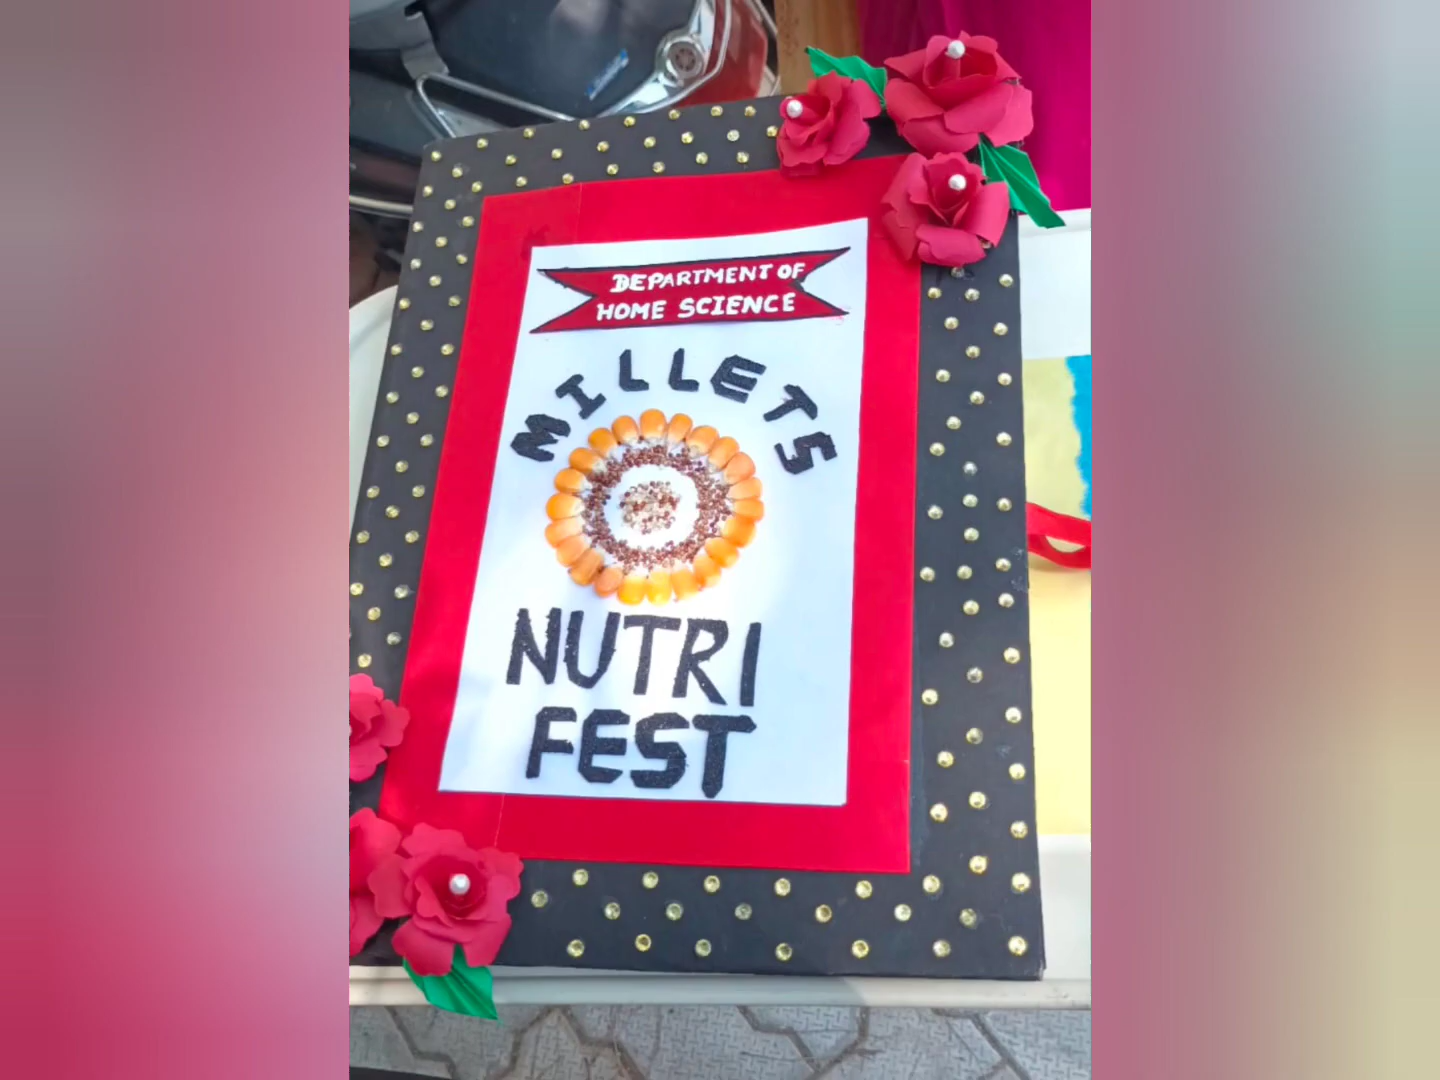 DEPARTMENT OF
HOME SCIENCE
MILLETS
NUTRI
FEST